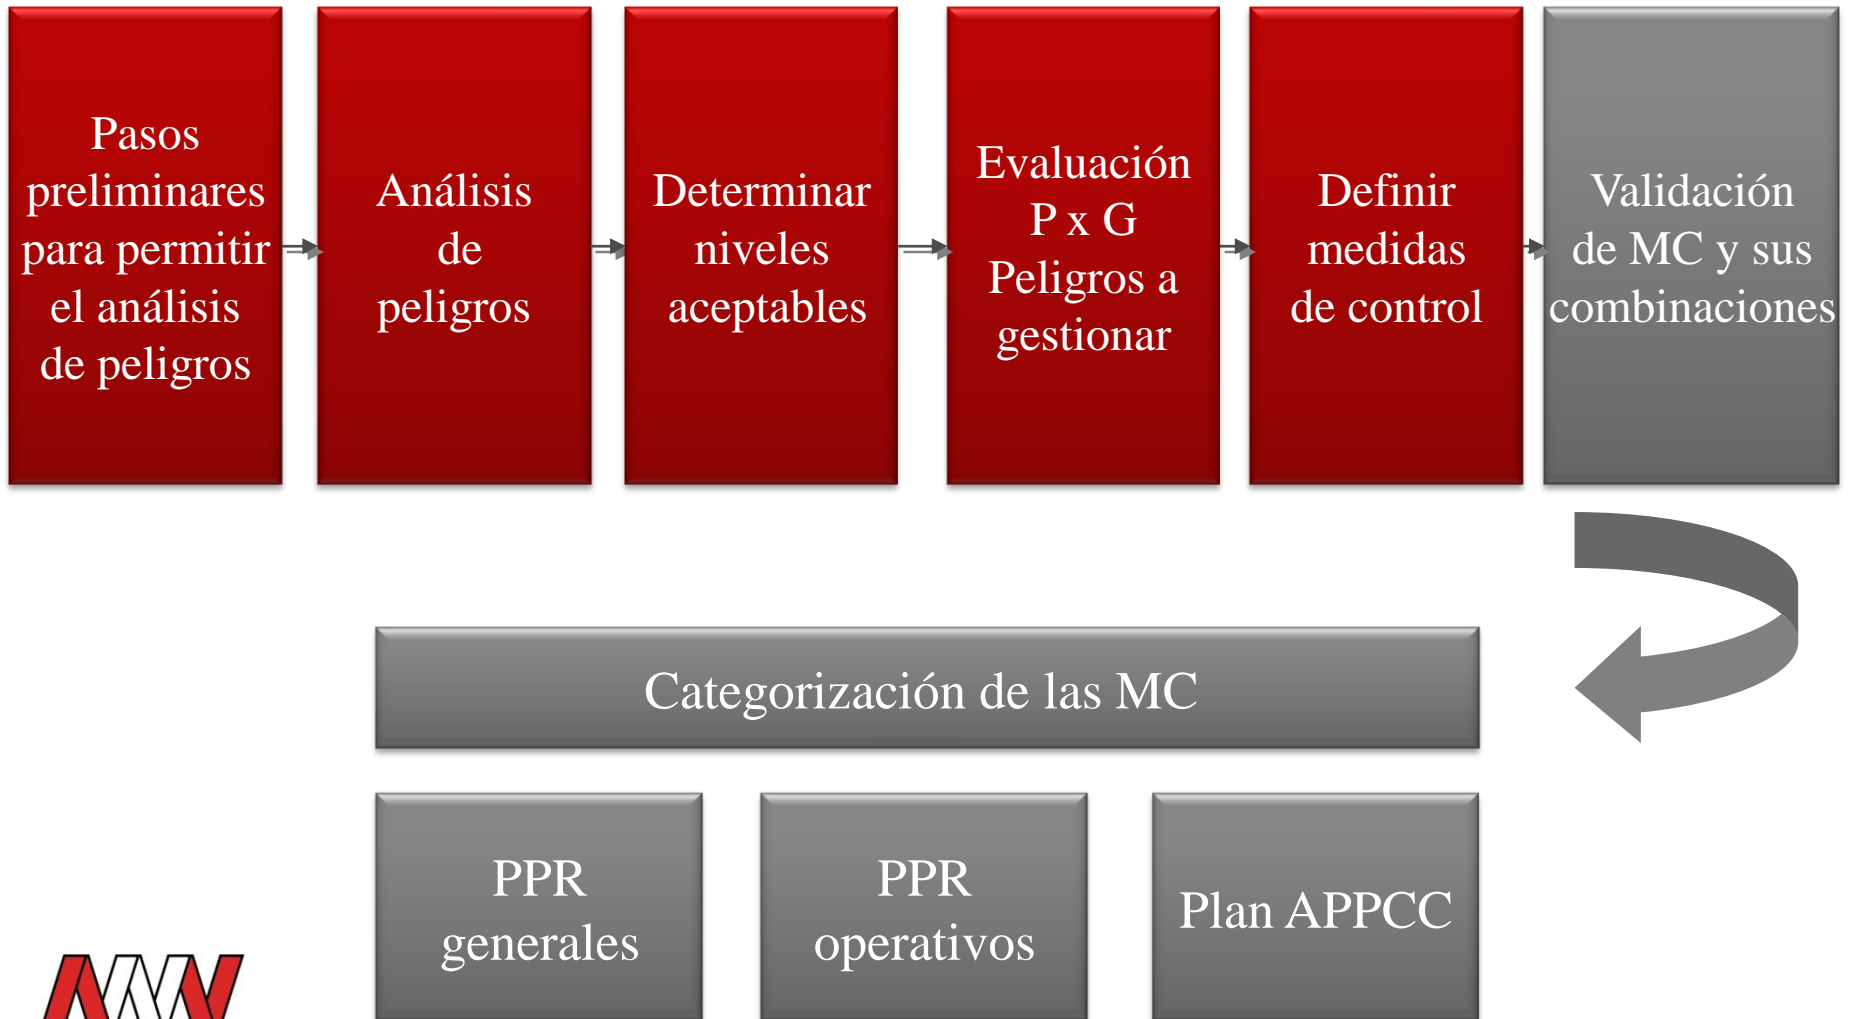 Pasos
preliminares
para permitir
el análisis
de peligros
Análisis
de
peligros
Determinar
niveles
aceptables
Evaluación
P x G
Peligros a
gestionar
Definir
medidas
de control
Validación
de MC y sus
combinaciones
Categorización de las MC
PPR
generales
PPR
operativos
Plan APPCC